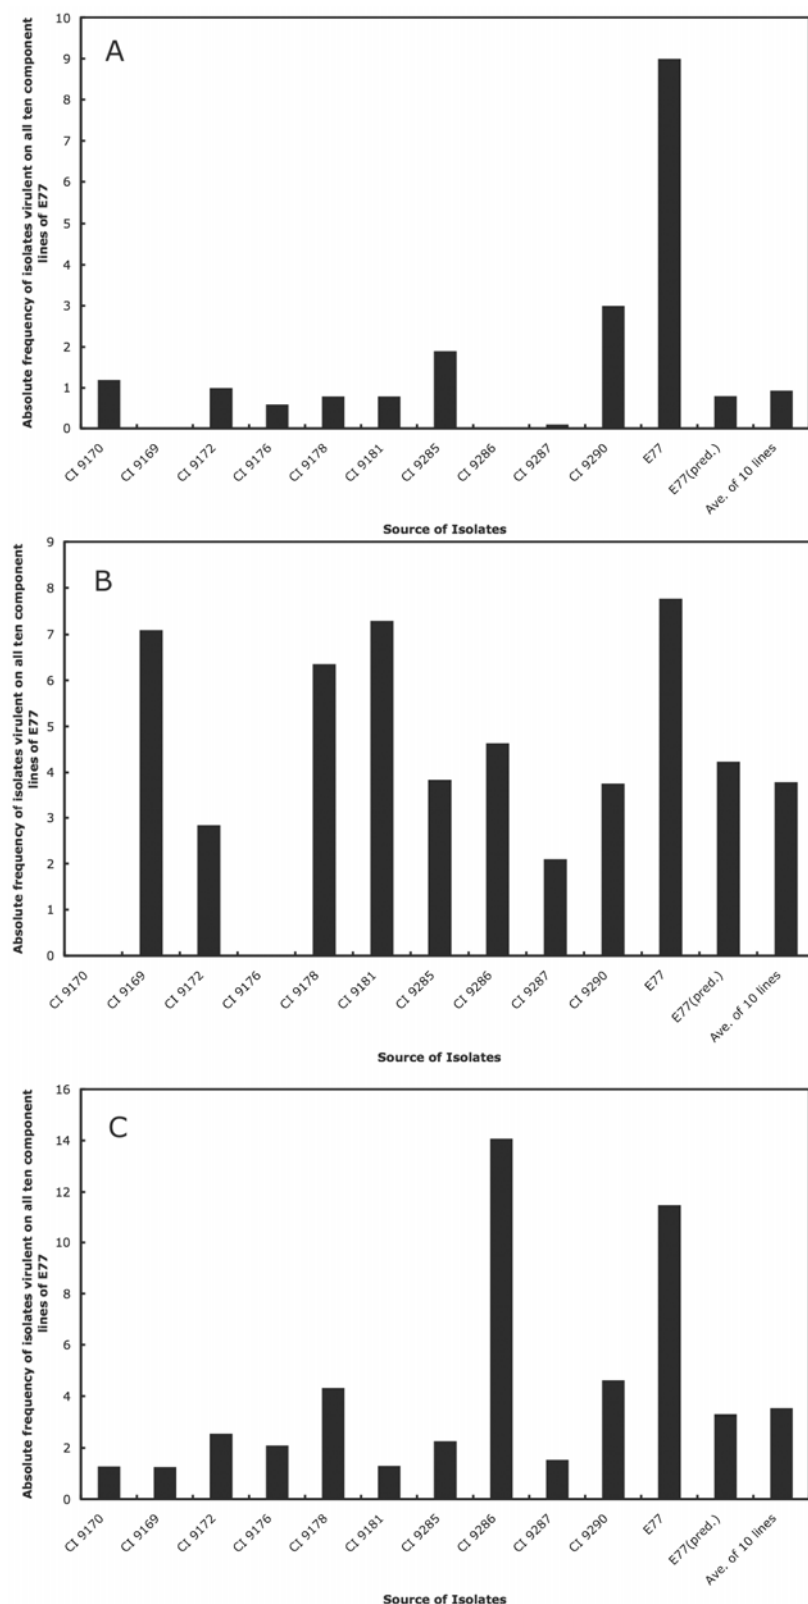 A
Absolute frequency of isolates virulent on all ten component
lines of E77
10
9
8
7
6
5
4
3
2
1
0
CI 9170
CI 9169
CI 9172
CI 9176
CI 9178
CI 9181
CI 9285
CI 9286
CI 9287
CI 9290
E77
E77(pred.)
Ave. of 10 lines
Source of Isolates
B
Absolute frequency of isolates virulent on all ten component
lines of E77
9
8
7
6
5
4
3
2
1
0
CI 9170
CI 9169
CI 9172
CI 9176
CI 9178
CI 9181
CI 9285
CI 9286
CI 9287
CI 9290
E77
E77(pred.)
Ave. of 10 lines
Source of Isolates
C
Absolute frequency of isolates virulent on all ten component
lines of E77
16
14
12
10
8
6
4
2
0
CI 9170
CI 9169
CI 9172
CI 9176
CI 9178
CI 9181
CI 9285
CI 9286
CI 9287
CI 9290
E77
E77(pred.)
Ave. of 10 lines
Source of Isolates